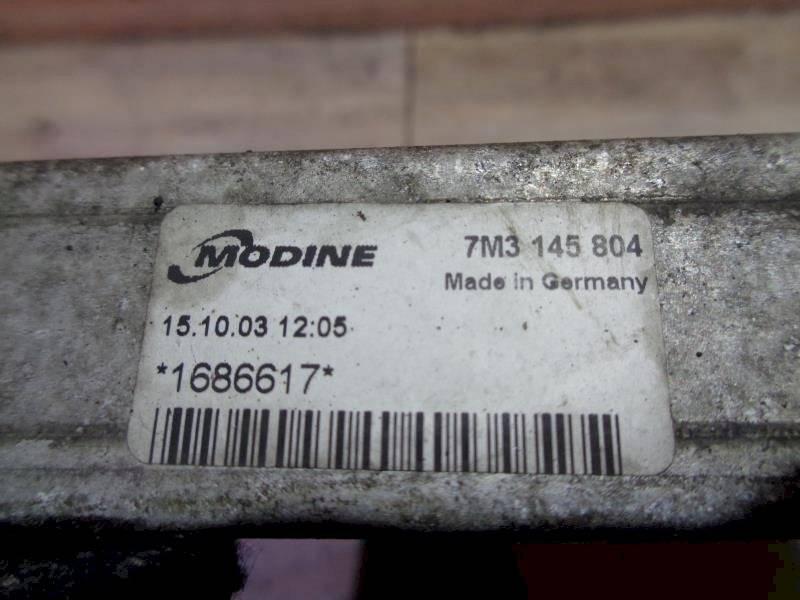 MODINE 7M3 145 804
Made in Germany
15.10.03 12:05
*1686617*